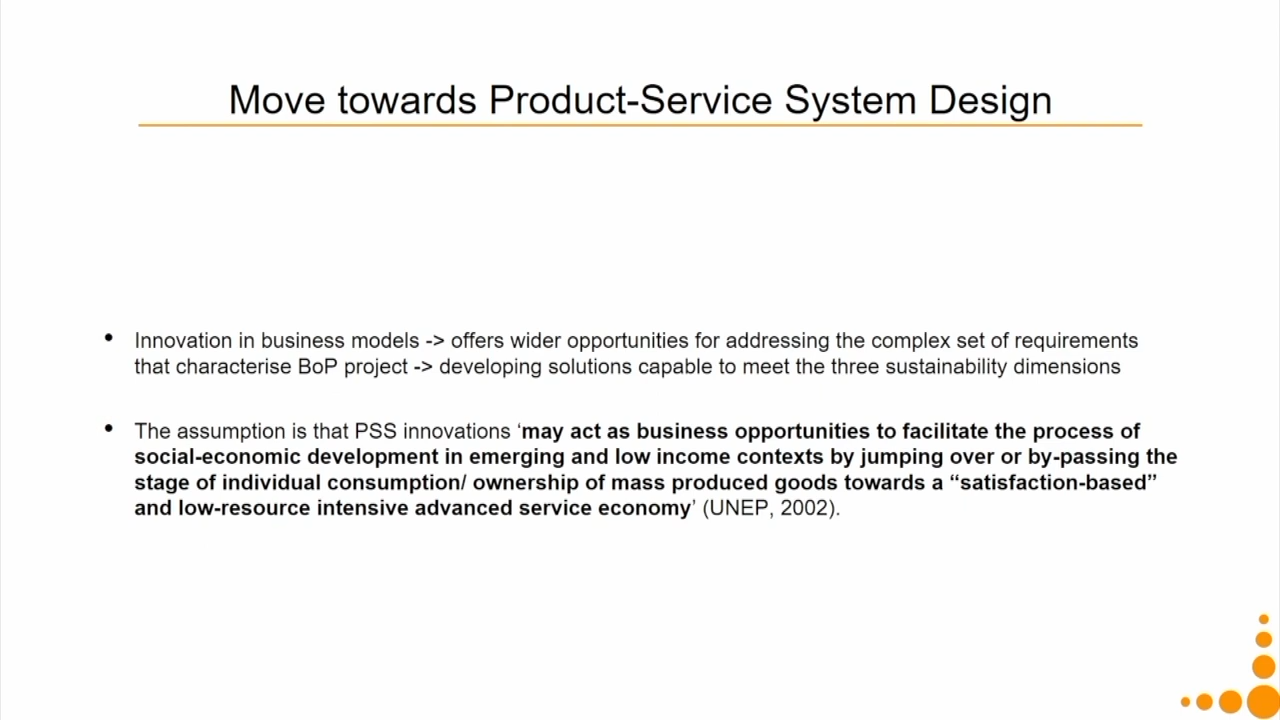 Move towards Product-Service System Design
• Innovation in business models -> offers wider opportunities for addressing the complex set of requirements
that characterise BoP project -> developing solutions capable to meet the three sustainability dimensions
• The assumption is that PSS innovations ‘may act as business opportunities to facilitate the process of
social-economic development in emerging and low income contexts by jumping over or by-passing the
stage of individual consumption/ ownership of mass produced goods towards a “satisfaction-based”
and low-resource intensive advanced service economy’ (UNEP, 2002).